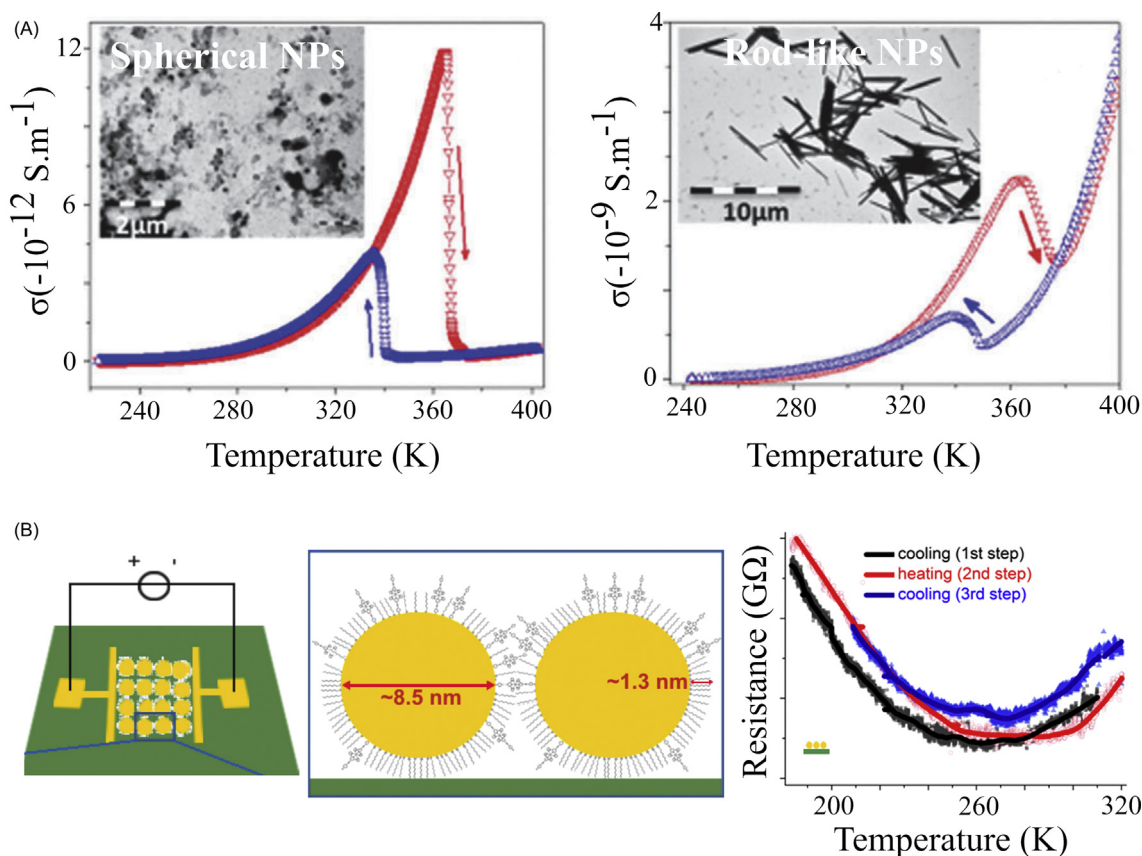 (A)
Spherical NPs
2μm
12
6
0
240 280 320 360 400
σ(-10⁻¹² S.m⁻¹)
Temperature (K)
Rod-like NPs
10μm
4
2
0
240 280 320 360 400
σ(-10⁻⁹ S.m⁻¹)
Temperature (K)
(B)
+ -
~8.5 nm
~1.3 nm
cooling (1st step)
heating (2nd step)
cooling (3rd step)
Resistance (GΩ)
200 260 320
Temperature (K)